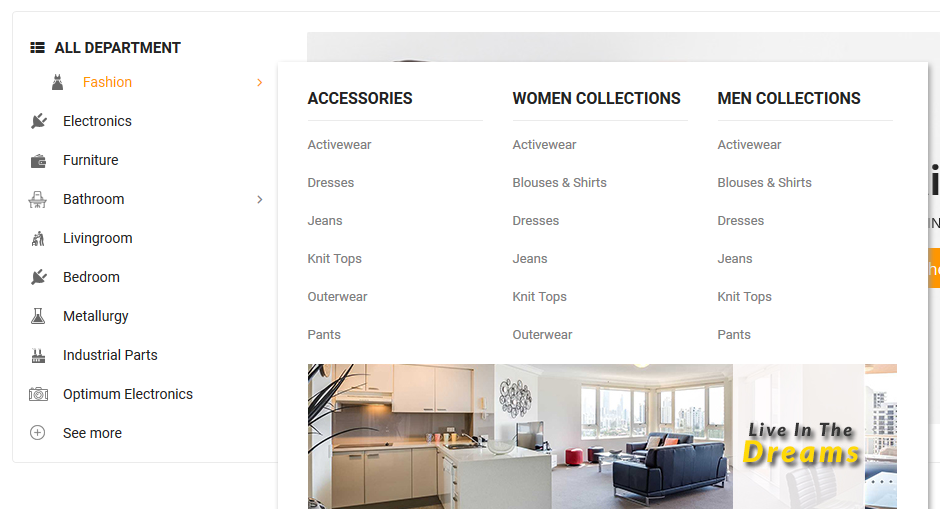 ALL DEPARTMENT
Fashion
Electronics
Furniture
Bathroom
Livingroom
Bedroom
Metallurgy
Industrial Parts
Optimum Electronics
See more
ACCESSORIES
Activewear
Dresses
Jeans
Knit Tops
Outerwear
Pants
WOMEN COLLECTIONS
Activewear
Blouses & Shirts
Dresses
Jeans
Knit Tops
Outerwear
MEN COLLECTIONS
Activewear
Blouses & Shirts
Dresses
Jeans
Knit Tops
Pants
Live In The
Dreams